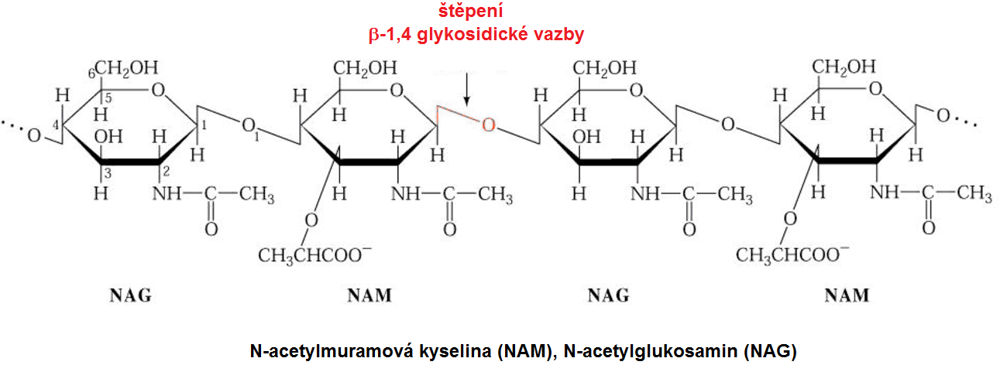 štěpení
β-1,4 glykosidické vazby
6CH2OH CH2OH CH2OH CH2OH
H 5 O H O H O H O
H H H H
4 H 1 O 1 H O H O H O···
···O OH H H H OH H H H
3 2 H H H H
H NH—C—CH3 H NH—C—CH3 H NH—C—CH3 H NH—C—CH3
O O O O O O
CH3CHCOO− CH3CHCOO−
NAG NAM NAG NAM
N-acetylmuramová kyselina (NAM), N-acetylglukosamin (NAG)